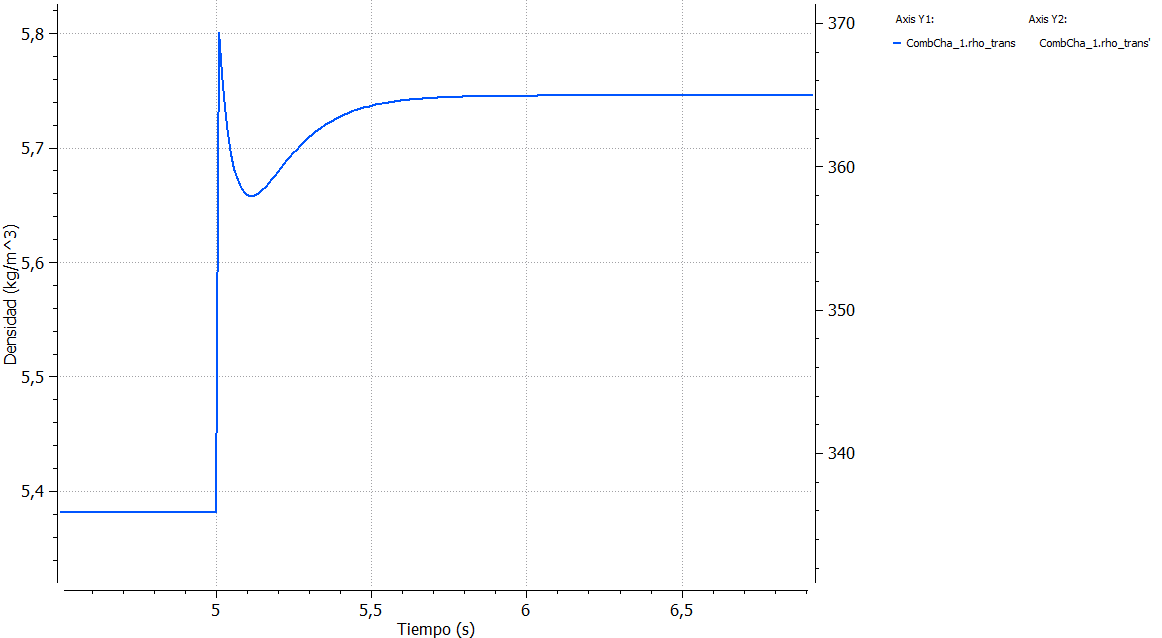 Axis Y1:
Axis Y2:
CombCha_1.rho_trans
CombCha_1.rho_trans'
Densidad (kg/m^3)
5,8
5,7
5,6
5,5
5,4
370
360
350
340
5
5,5
6
6,5
Tiempo (s)